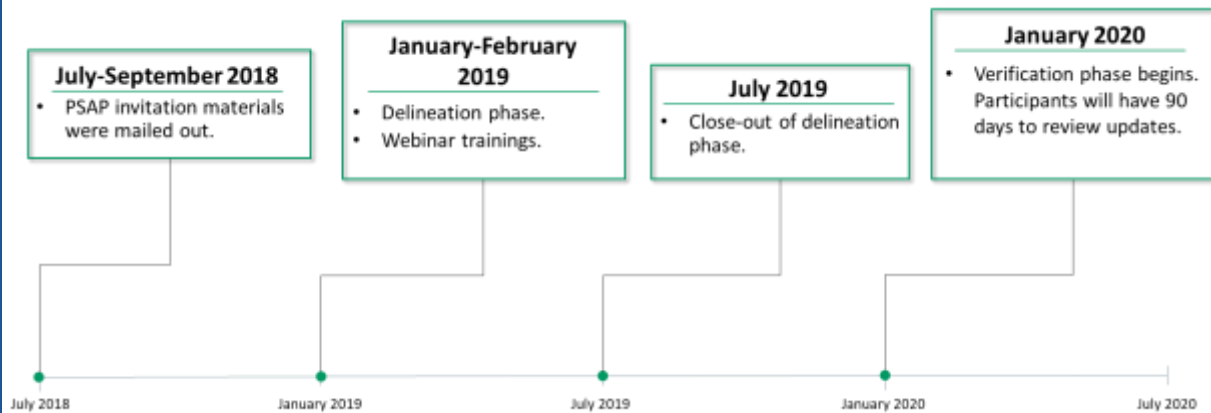 July-September 2018
• PSAP invitation materials
were mailed out.
January-February
2019
• Delineation phase.
• Webinar trainings.
July 2019
• Close-out of delineation
phase.
January 2020
• Verification phase begins.
Participants will have 90
days to review updates.
July 2018
January 2019
July 2019
January 2020
July 2020